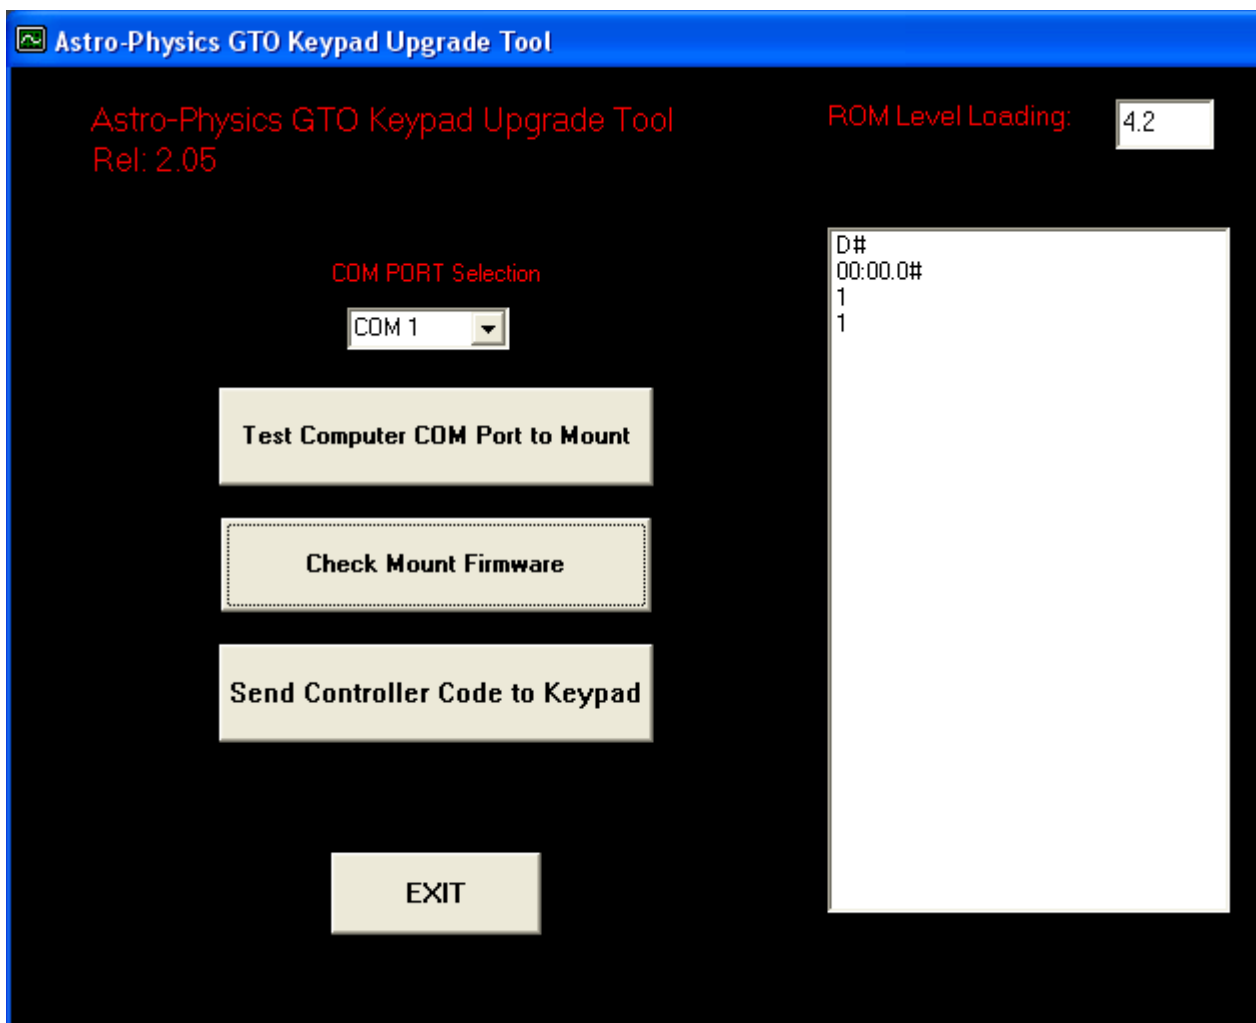 Astro-Physics GTO Keypad Upgrade Tool
Astro-Physics GTO Keypad Upgrade Tool
Rel: 2.05
ROM Level Loading:
4.2
COM PORT Selection
COM 1
Test Computer COM Port to Mount
Check Mount Firmware
Send Controller Code to Keypad
EXIT
D#
00:00.0#
1
1